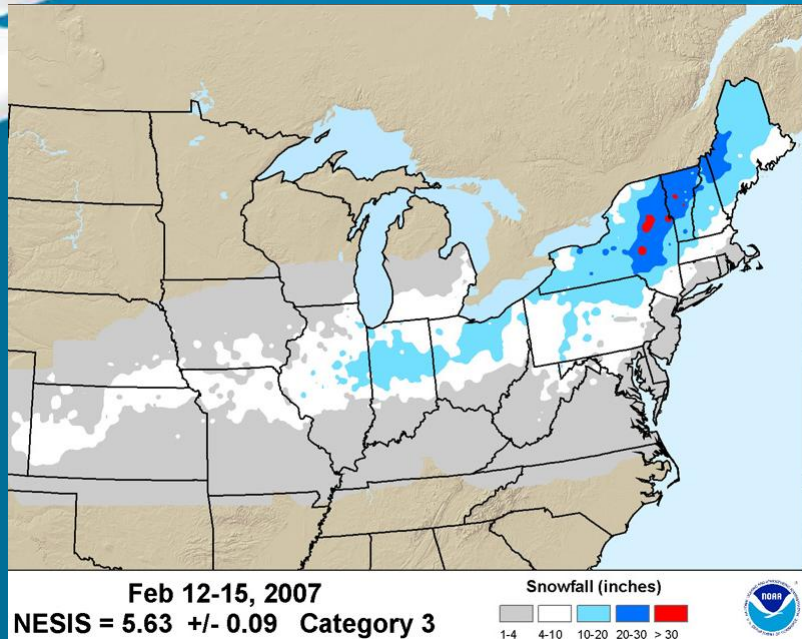 Feb 12-15, 2007
NESIS = 5.63 +/- 0.09 Category 3
Snowfall (inches)
1-4 4-10 10-20 20-30 > 30
NOAA